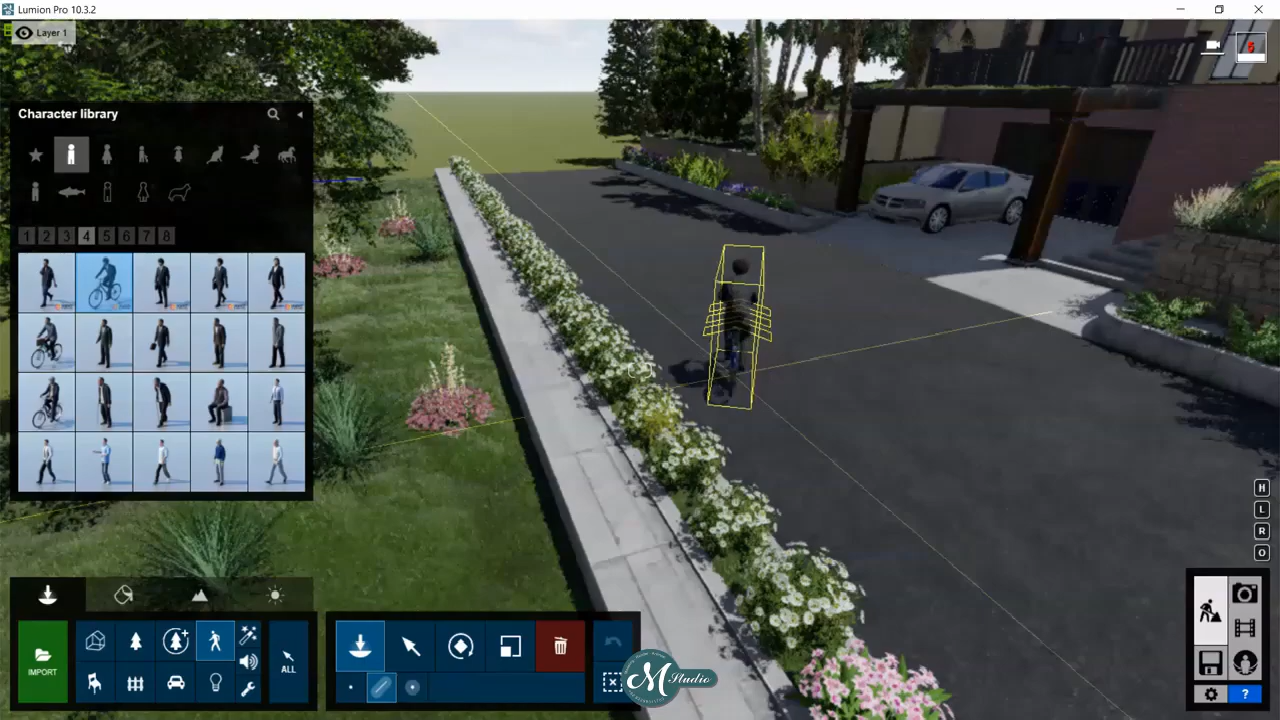 Lumion Pro 10.3.2
Layer 1
6
Character library
1 2 3 4 5 6 7 8
H
L
R
O
IMPORT
ALL
M Studio
?